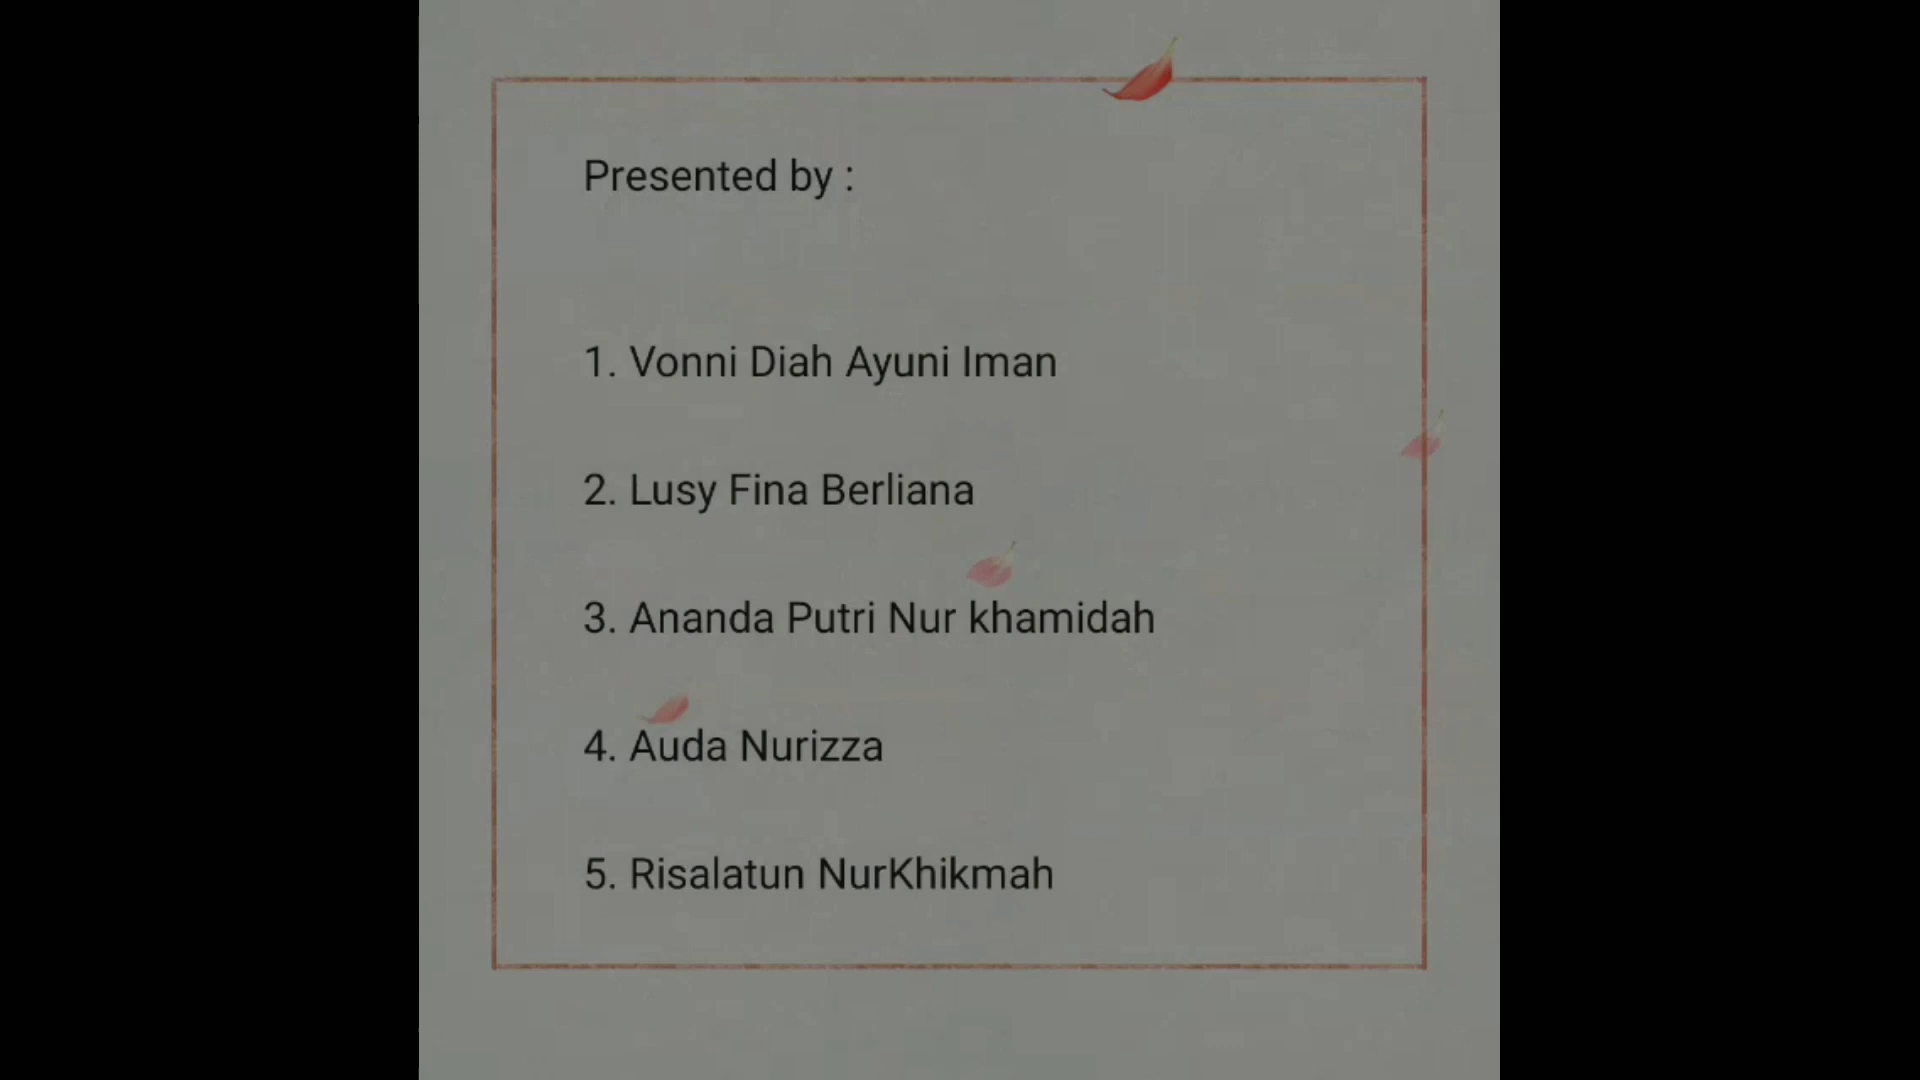 Presented by :
1. Vonni Diah Ayuni Iman
2. Lusy Fina Berliana
3. Ananda Putri Nur khamidah
4. Auda Nurizza
5. Risalatun NurKhikmah